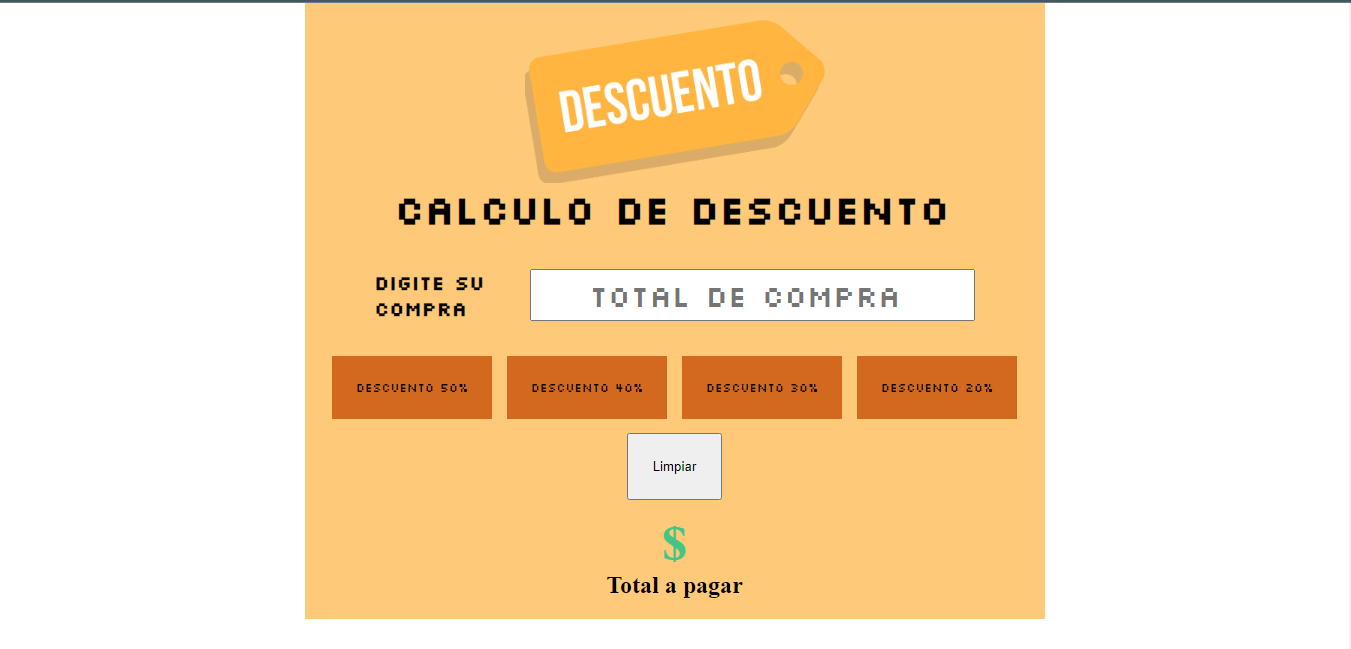 DESCUENTO
CALCULO DE DESCUENTO
DIGITE SU
COMPRA
TOTAL DE COMPRA
DESCUENTO 50%
DESCUENTO 40%
DESCUENTO 30%
DESCUENTO 20%
Limpiar
$
Total a pagar